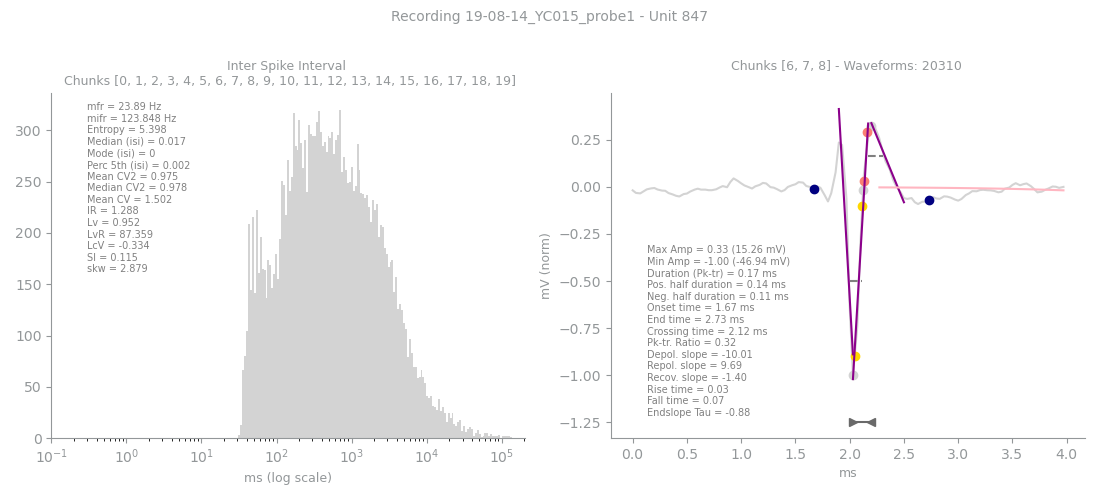 Recording 19-08-14_YC015_probe1 - Unit 847
Inter Spike Interval
Chunks [0, 1, 2, 3, 4, 5, 6, 7, 8, 9, 10, 11, 12, 13, 14, 15, 16, 17, 18, 19]
mfr = 23.89 Hz
mifr = 123.848 Hz
Entropy = 5.398
Median (isi) = 0.017
Mode (isi) = 0
Perc 5th (isi) = 0.002
Mean CV2 = 0.975
Median CV2 = 0.978
Mean CV = 1.502
IR = 1.288
Lv = 0.952
LvR = 87.359
LcV = -0.334
SI = 0.115
skw = 2.879
300
250
200
150
100
50
0
10⁻¹ 10⁰ 10¹ 10² 10³ 10⁴ 10⁵
ms (log scale)
Chunks [6, 7, 8] - Waveforms: 20310
mV (norm)
0.25
0.00
−0.25
−0.50
−0.75
−1.00
−1.25
Max Amp = 0.33 (15.26 mV)
Min Amp = -1.00 (-46.94 mV)
Duration (Pk-tr) = 0.17 ms
Pos. half duration = 0.14 ms
Neg. half duration = 0.11 ms
Onset time = 1.67 ms
End time = 2.73 ms
Crossing time = 2.12 ms
Pk-tr. Ratio = 0.32
Depol. slope = -10.01
Repol. slope = 9.69
Recov. slope = -1.40
Rise time = 0.03
Fall time = 0.07
Endslope Tau = -0.88
0.0 0.5 1.0 1.5 2.0 2.5 3.0 3.5 4.0
ms